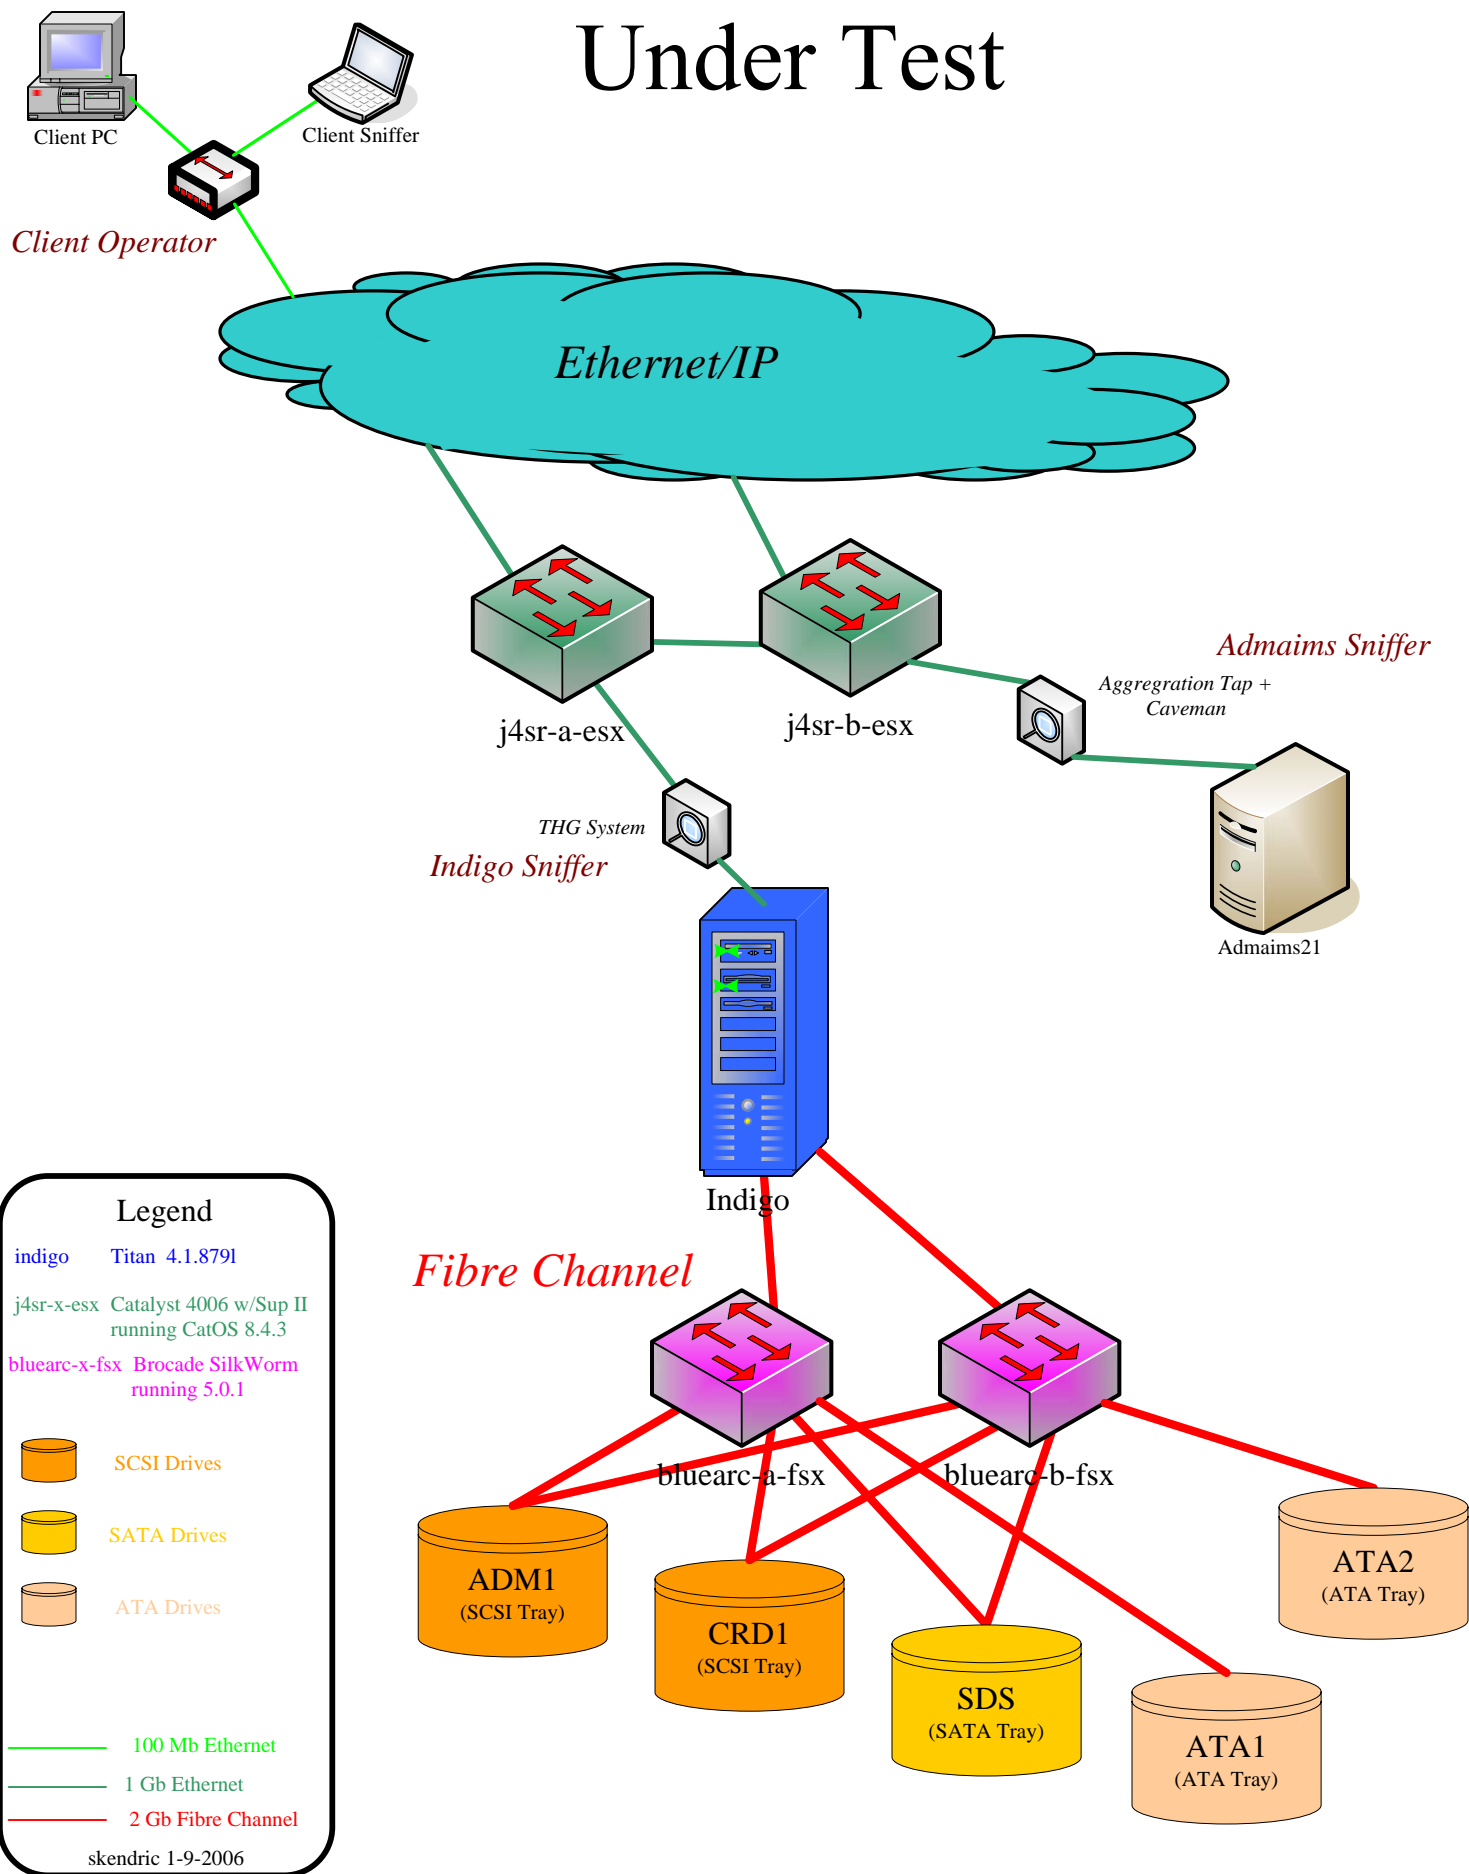 Under Test
Client PC
Client Sniffer
Client Operator
Ethernet/IP
j4sr-a-esx
j4sr-b-esx
Admaims Sniffer
Aggregration Tap +
Caveman
THG System
Indigo Sniffer
Admaims21
Indigo
Fibre Channel
bluearc-a-fsx
bluearc-b-fsx
ADM1
(SCSI Tray)
CRD1
(SCSI Tray)
SDS
(SATA Tray)
ATA1
(ATA Tray)
ATA2
(ATA Tray)
Legend
indigo Titan 4.1.879l
j4sr-x-esx Catalyst 4006 w/Sup II
running CatOS 8.4.3
bluearc-x-fsx Brocade SilkWorm
running 5.0.1
SCSI Drives
SATA Drives
ATA Drives
100 Mb Ethernet
1 Gb Ethernet
2 Gb Fibre Channel
skendric 1-9-2006